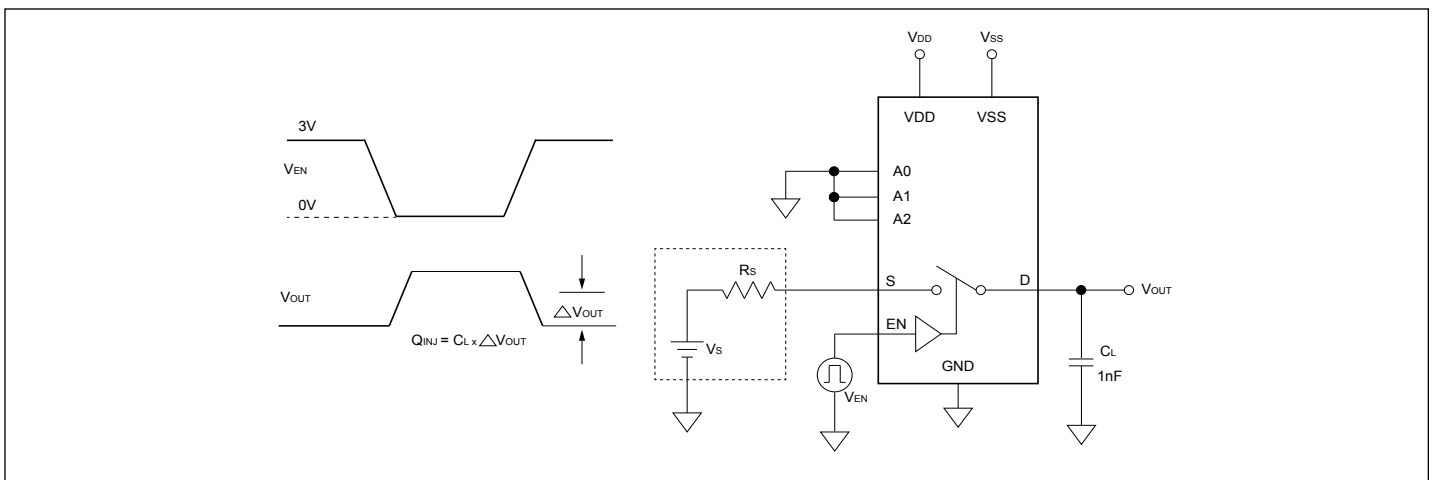 3V
VEN
0V
VOUT
△VOUT
QINJ = CL x △VOUT
VDD
VSS
VDD
VSS
A0
A1
A2
RS
S
D
VOUT
EN
VS
GND
CL
1nF
VEN